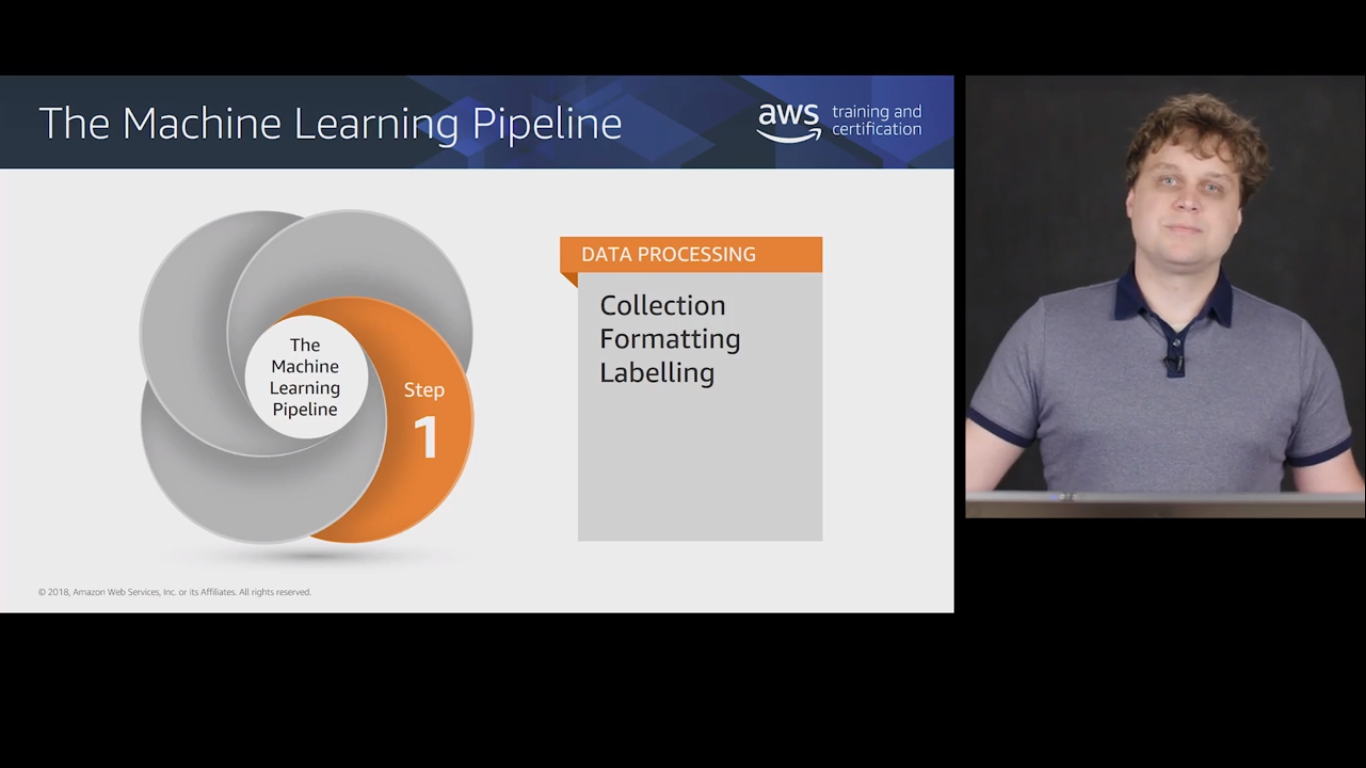 The Machine Learning Pipeline
aws training and
certification
DATA PROCESSING
Collection
Formatting
Labelling
The
Machine
Learning
Pipeline
Step
1
© 2018, Amazon Web Services, Inc. or its Affiliates. All rights reserved.